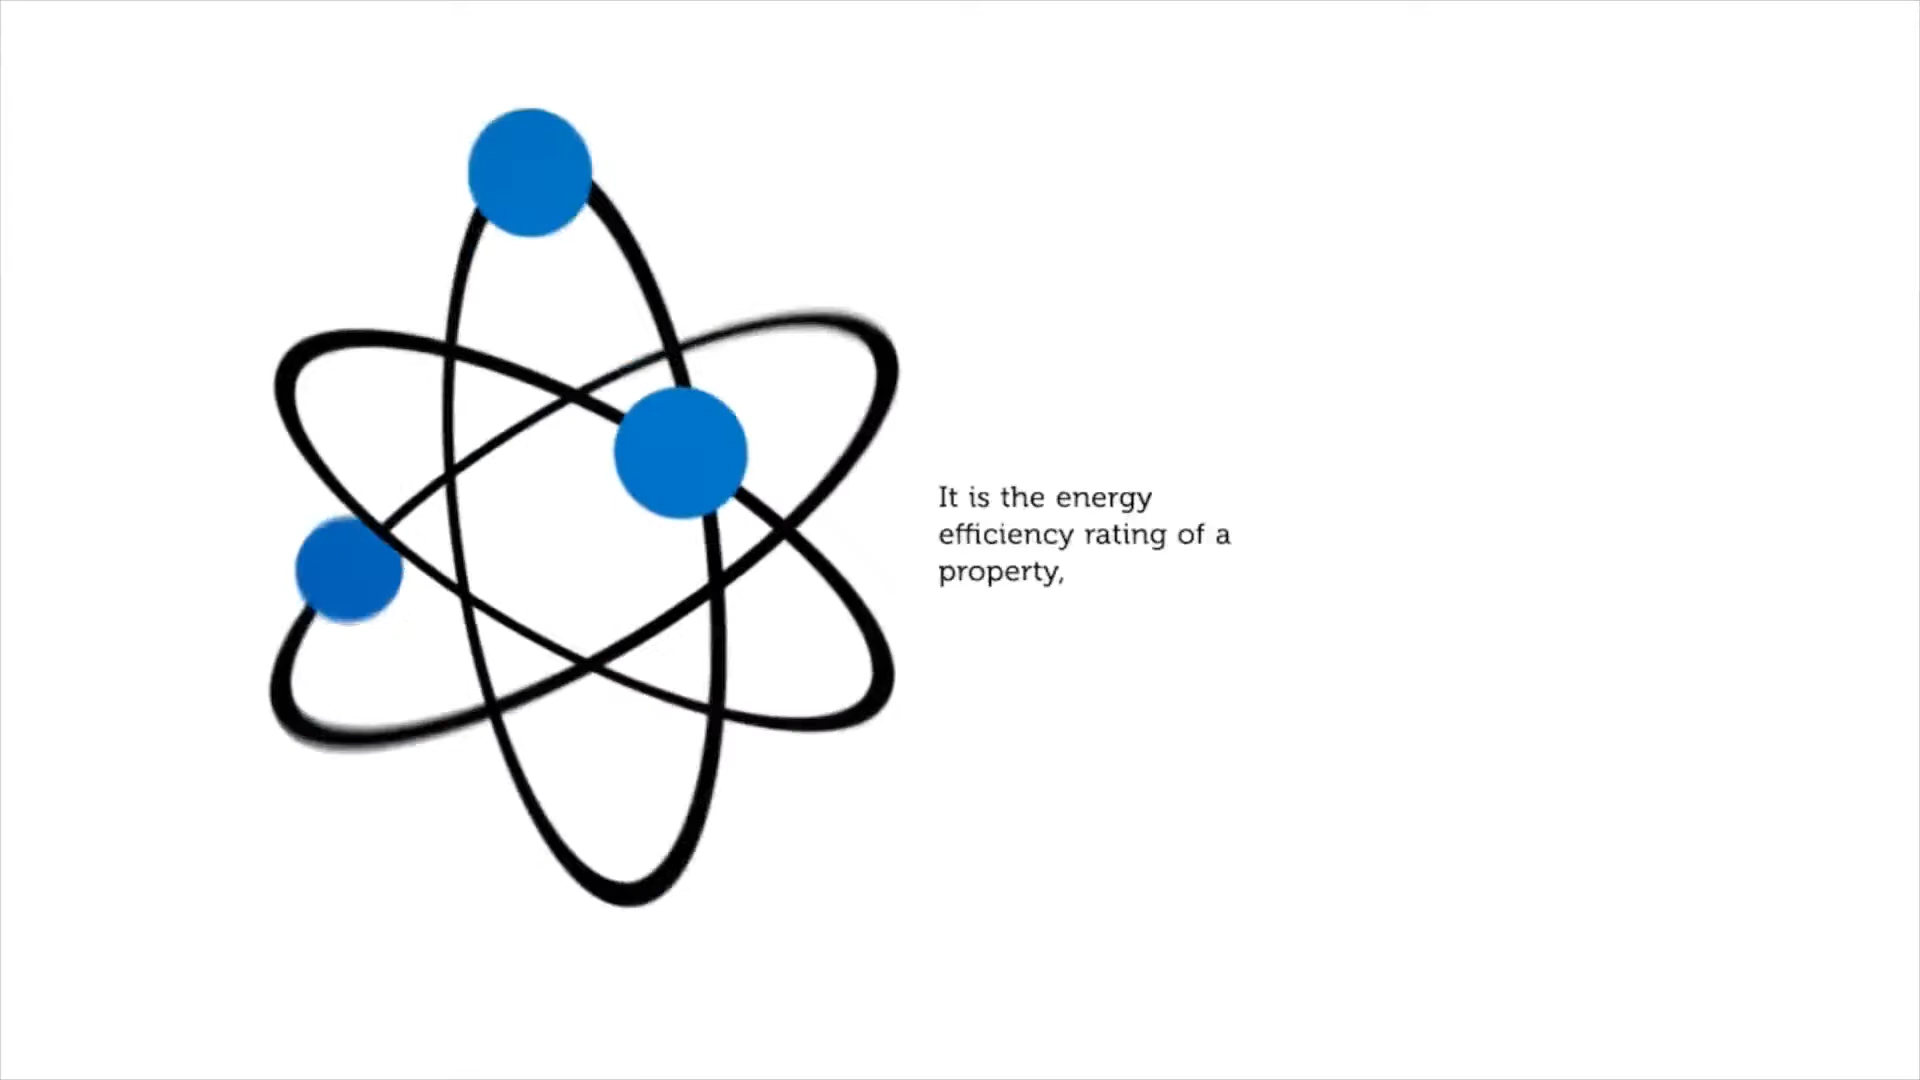 It is the energy
efficiency rating of a
property,